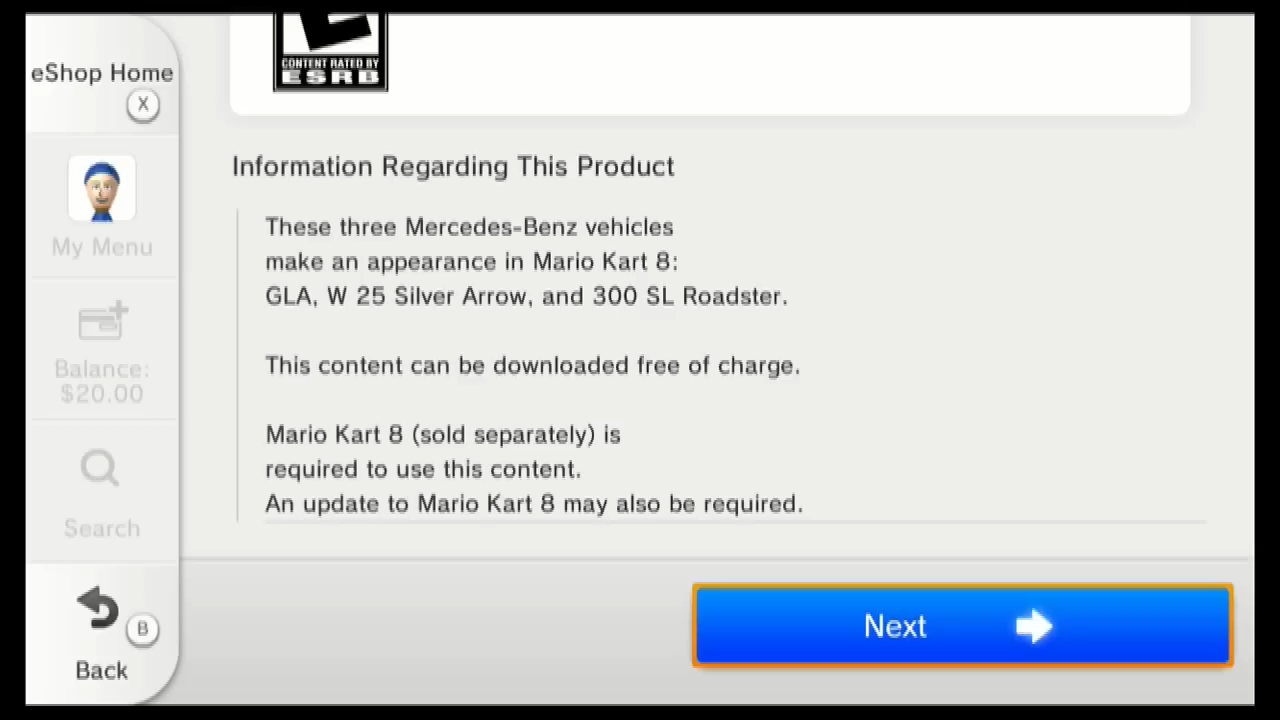 eShop Home
X
My Menu
Balance:
$20.00
Search
B
Back
CONTENT RATED BY
ESRB
Information Regarding This Product
These three Mercedes-Benz vehicles
make an appearance in Mario Kart 8:
GLA, W 25 Silver Arrow, and 300 SL Roadster.
This content can be downloaded free of charge.
Mario Kart 8 (sold separately) is
required to use this content.
An update to Mario Kart 8 may also be required.
Next